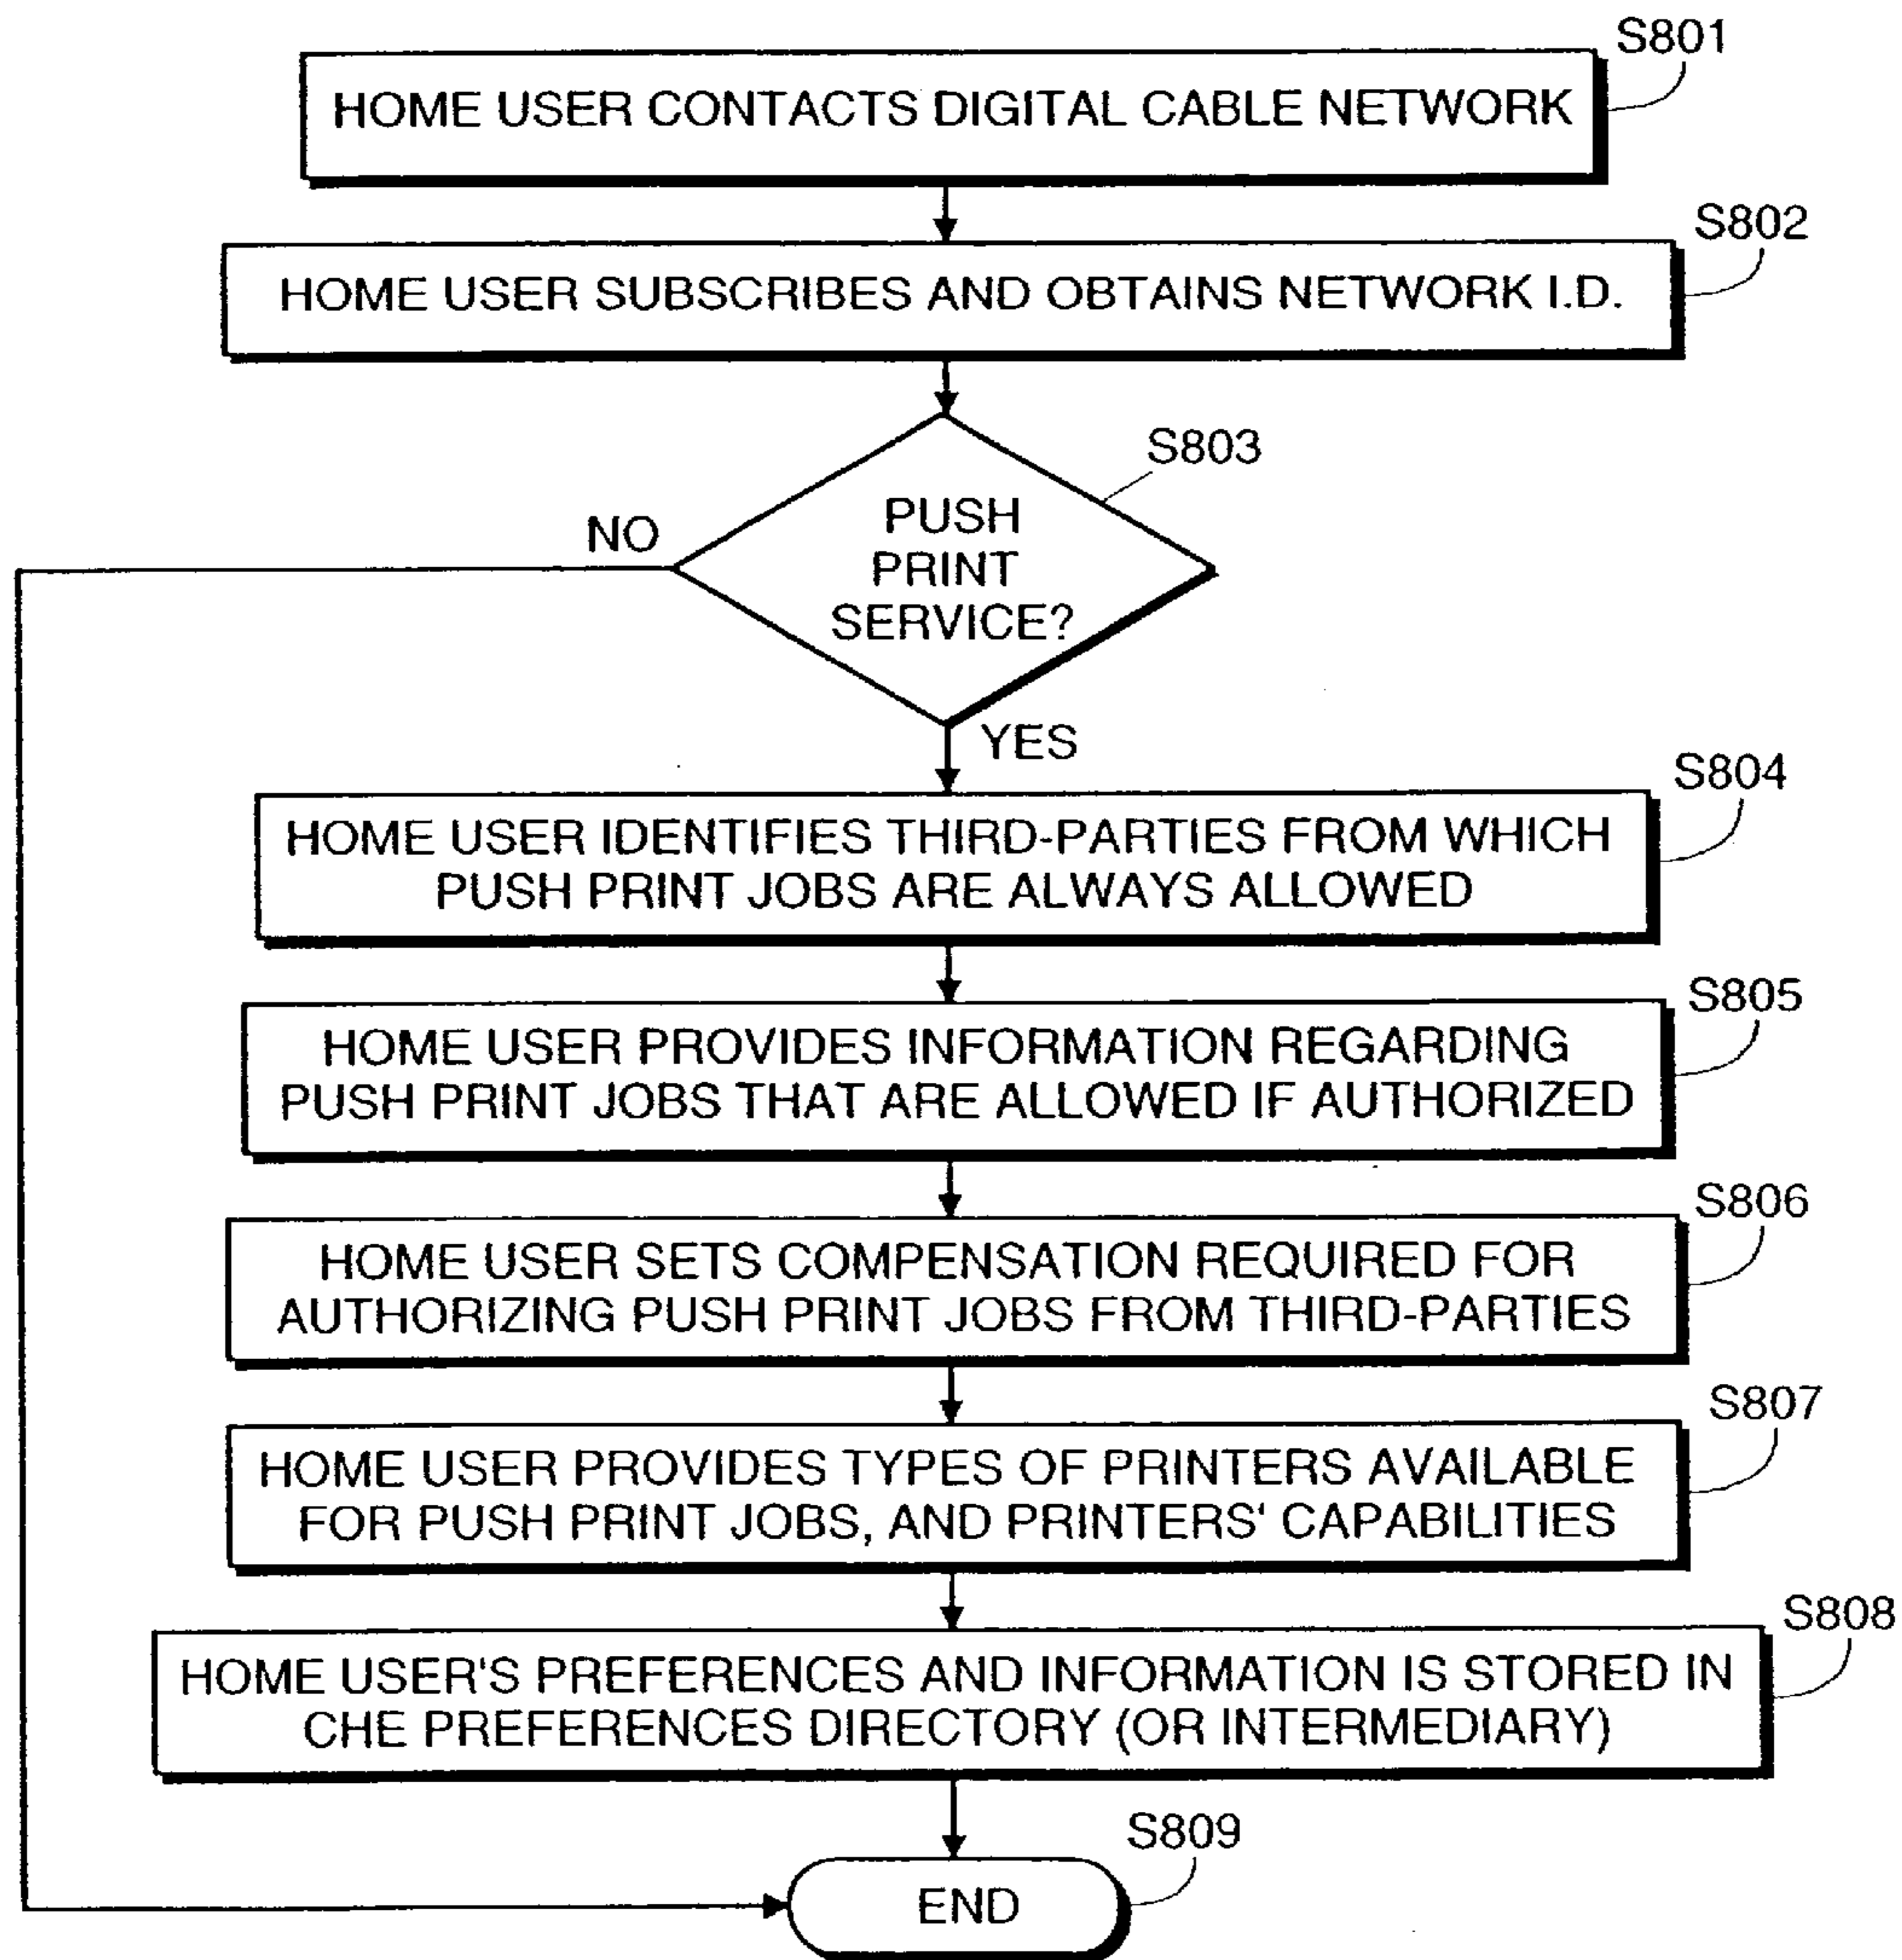 S801
HOME USER CONTACTS DIGITAL CABLE NETWORK
S802
HOME USER SUBSCRIBES AND OBTAINS NETWORK I.D.
S803
PUSH
PRINT
SERVICE?
NO
YES
S804
HOME USER IDENTIFIES THIRD-PARTIES FROM WHICH
PUSH PRINT JOBS ARE ALWAYS ALLOWED
S805
HOME USER PROVIDES INFORMATION REGARDING
PUSH PRINT JOBS THAT ARE ALLOWED IF AUTHORIZED
S806
HOME USER SETS COMPENSATION REQUIRED FOR
AUTHORIZING PUSH PRINT JOBS FROM THIRD-PARTIES
S807
HOME USER PROVIDES TYPES OF PRINTERS AVAILABLE
FOR PUSH PRINT JOBS, AND PRINTERS' CAPABILITIES
S808
HOME USER'S PREFERENCES AND INFORMATION IS STORED IN
CHE PREFERENCES DIRECTORY (OR INTERMEDIARY)
S809
END